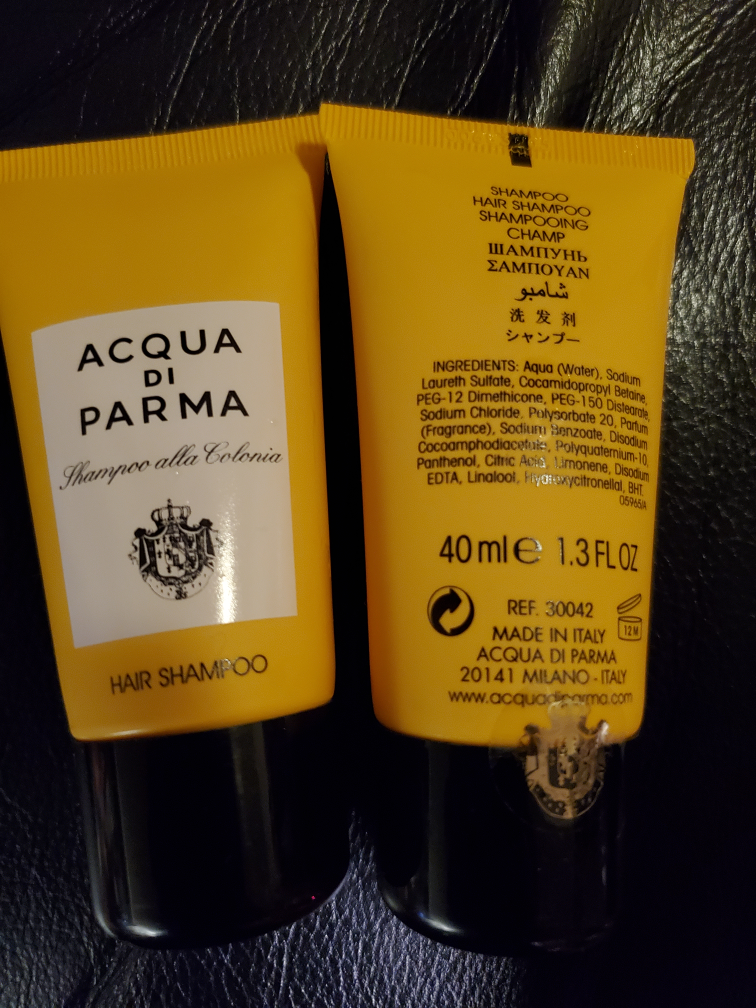 ACQUA
DI
PARMA
Shampoo alla Colonia
HAIR SHAMPOO
SHAMPOO
HAIR SHAMPOO
SHAMPOOING
CHAMP
ШАМПУНЬ
ΣΑΜΠΟΥΑΝ
شامبو
洗发剂
シャンプー
INGREDIENTS: Aqua (Water), Sodium
Laureth Sulfate, Cocamidopropyl Betaine,
PEG-12 Dimethicone, PEG-150 Distearate,
Sodium Chloride. Polysorbate 20, Parfum
(Fragrance), Sodium Benzoate, Disodium
Cocoamphodiacetate, Polyquaternium-10,
Panthenol, Citric Acid, Limonene, Disodium
EDTA, Linalool, Hydroxycitronellal, BHT.
05965/A
40 ml e 1.3 FL OZ
REF. 30042
12M
MADE IN ITALY
ACQUA DI PARMA
20141 MILANO - ITALY
www.acquadiparma.com